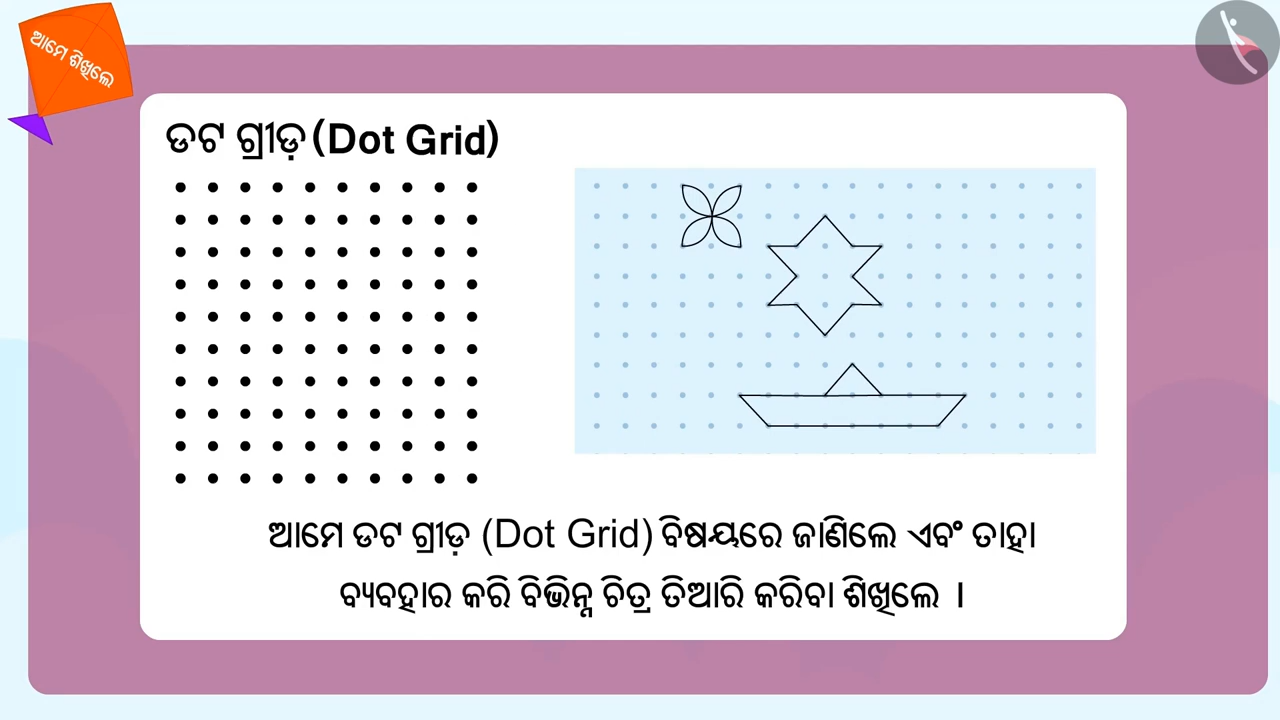 ଆମେ ଶିଖିଲେ
ଡଟ ଗ୍ରୀଡ଼ (Dot Grid)
ଆମେ ଡଟ ଗ୍ରୀଡ଼ (Dot Grid) ବିଷୟରେ ଜାଣିଲେ ଏବଂ ତାହା
ବ୍ୟବହାର କରି ବିଭିନ୍ନ ଚିତ୍ର ତିଆରି କରିବା ଶିଖିଲେ ।